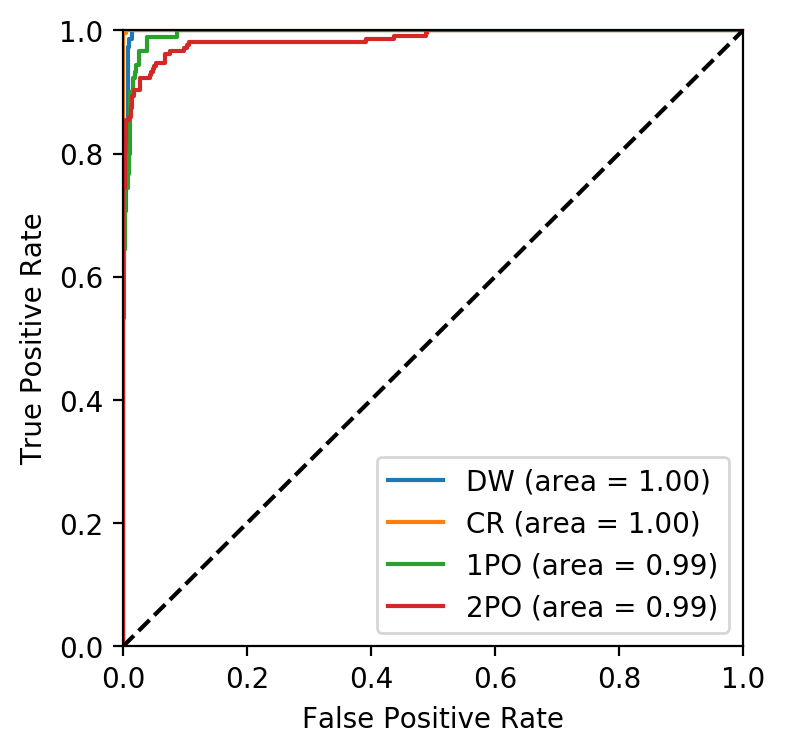 1.0
0.8
0.6
0.4
0.2
0.0
True Positive Rate
DW (area = 1.00)
CR (area = 1.00)
1PO (area = 0.99)
2PO (area = 0.99)
0.0 0.2 0.4 0.6 0.8 1.0
False Positive Rate